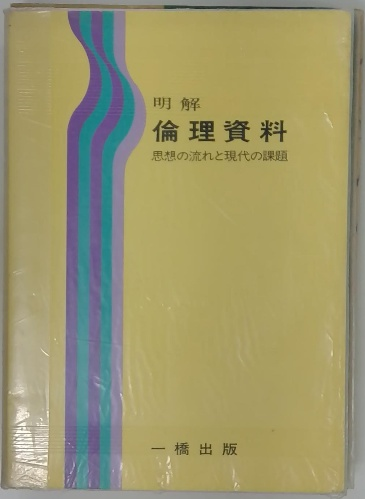 明解
倫理資料
思想の流れと現代の課題
一橋出版